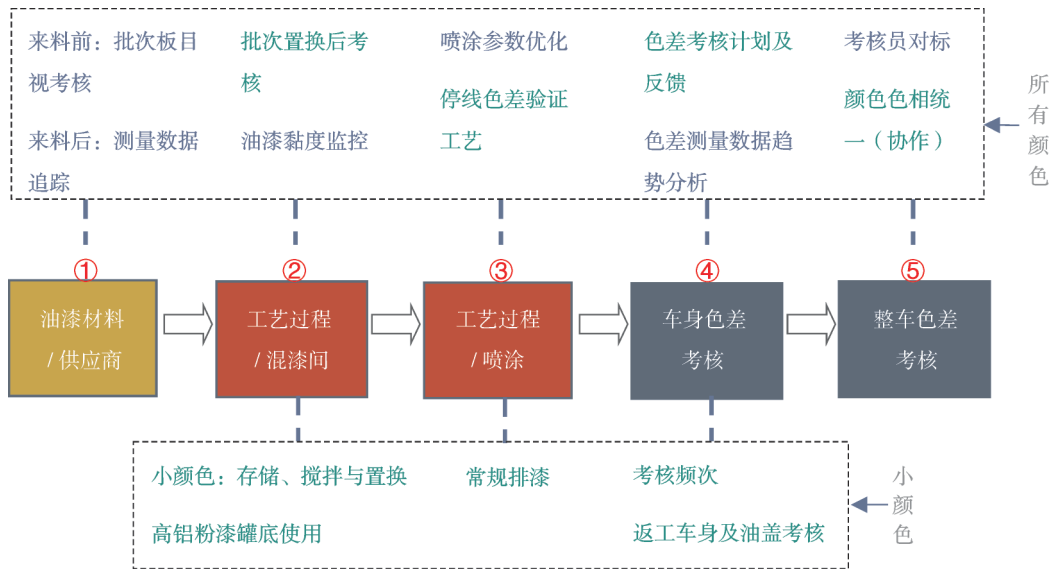 来料前：批次板目
视考核
来料后：测量数据
追踪
批次置换后考
核
油漆黏度监控
喷涂参数优化
停线色差验证
工艺
色差考核计划及
反馈
色差测量数据趋
势分析
考核员对标
颜色色相统
一（协作）
所
有
颜
色
①
②
③
④
⑤
油漆材料
/ 供应商
工艺过程
/ 混漆间
工艺过程
/ 喷涂
车身色差
考核
整车色差
考核
小颜色：存储、搅拌与置换
高铝粉漆罐底使用
常规排漆
考核频次
返工车身及油盖考核
小
颜
色